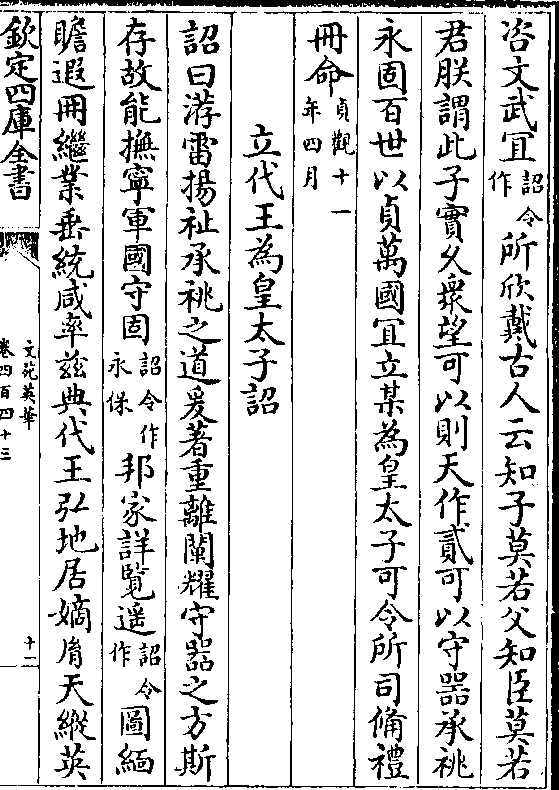 咨文武宜詔令作所欣戴古人云知子莫若父知臣莫若
君朕謂此子實允衆望可以則天作貳可以守器承祧
永固百世以貞萬國宜立某為皇太子可令所司備禮
冊命貞觀十一年四月
立代王為皇太子詔
詔曰游雷揚祉承祧之道爰著重離闡耀守器之方斯
存故能撫寧軍國守固詔令作永保邦家詳覧遥詔令作圖緬
瞻遐冊繼業垂統咸率兹典代王弘地居嫡胤天縱英
欽定四庫全書
文苑英華
卷四百四十三
十二